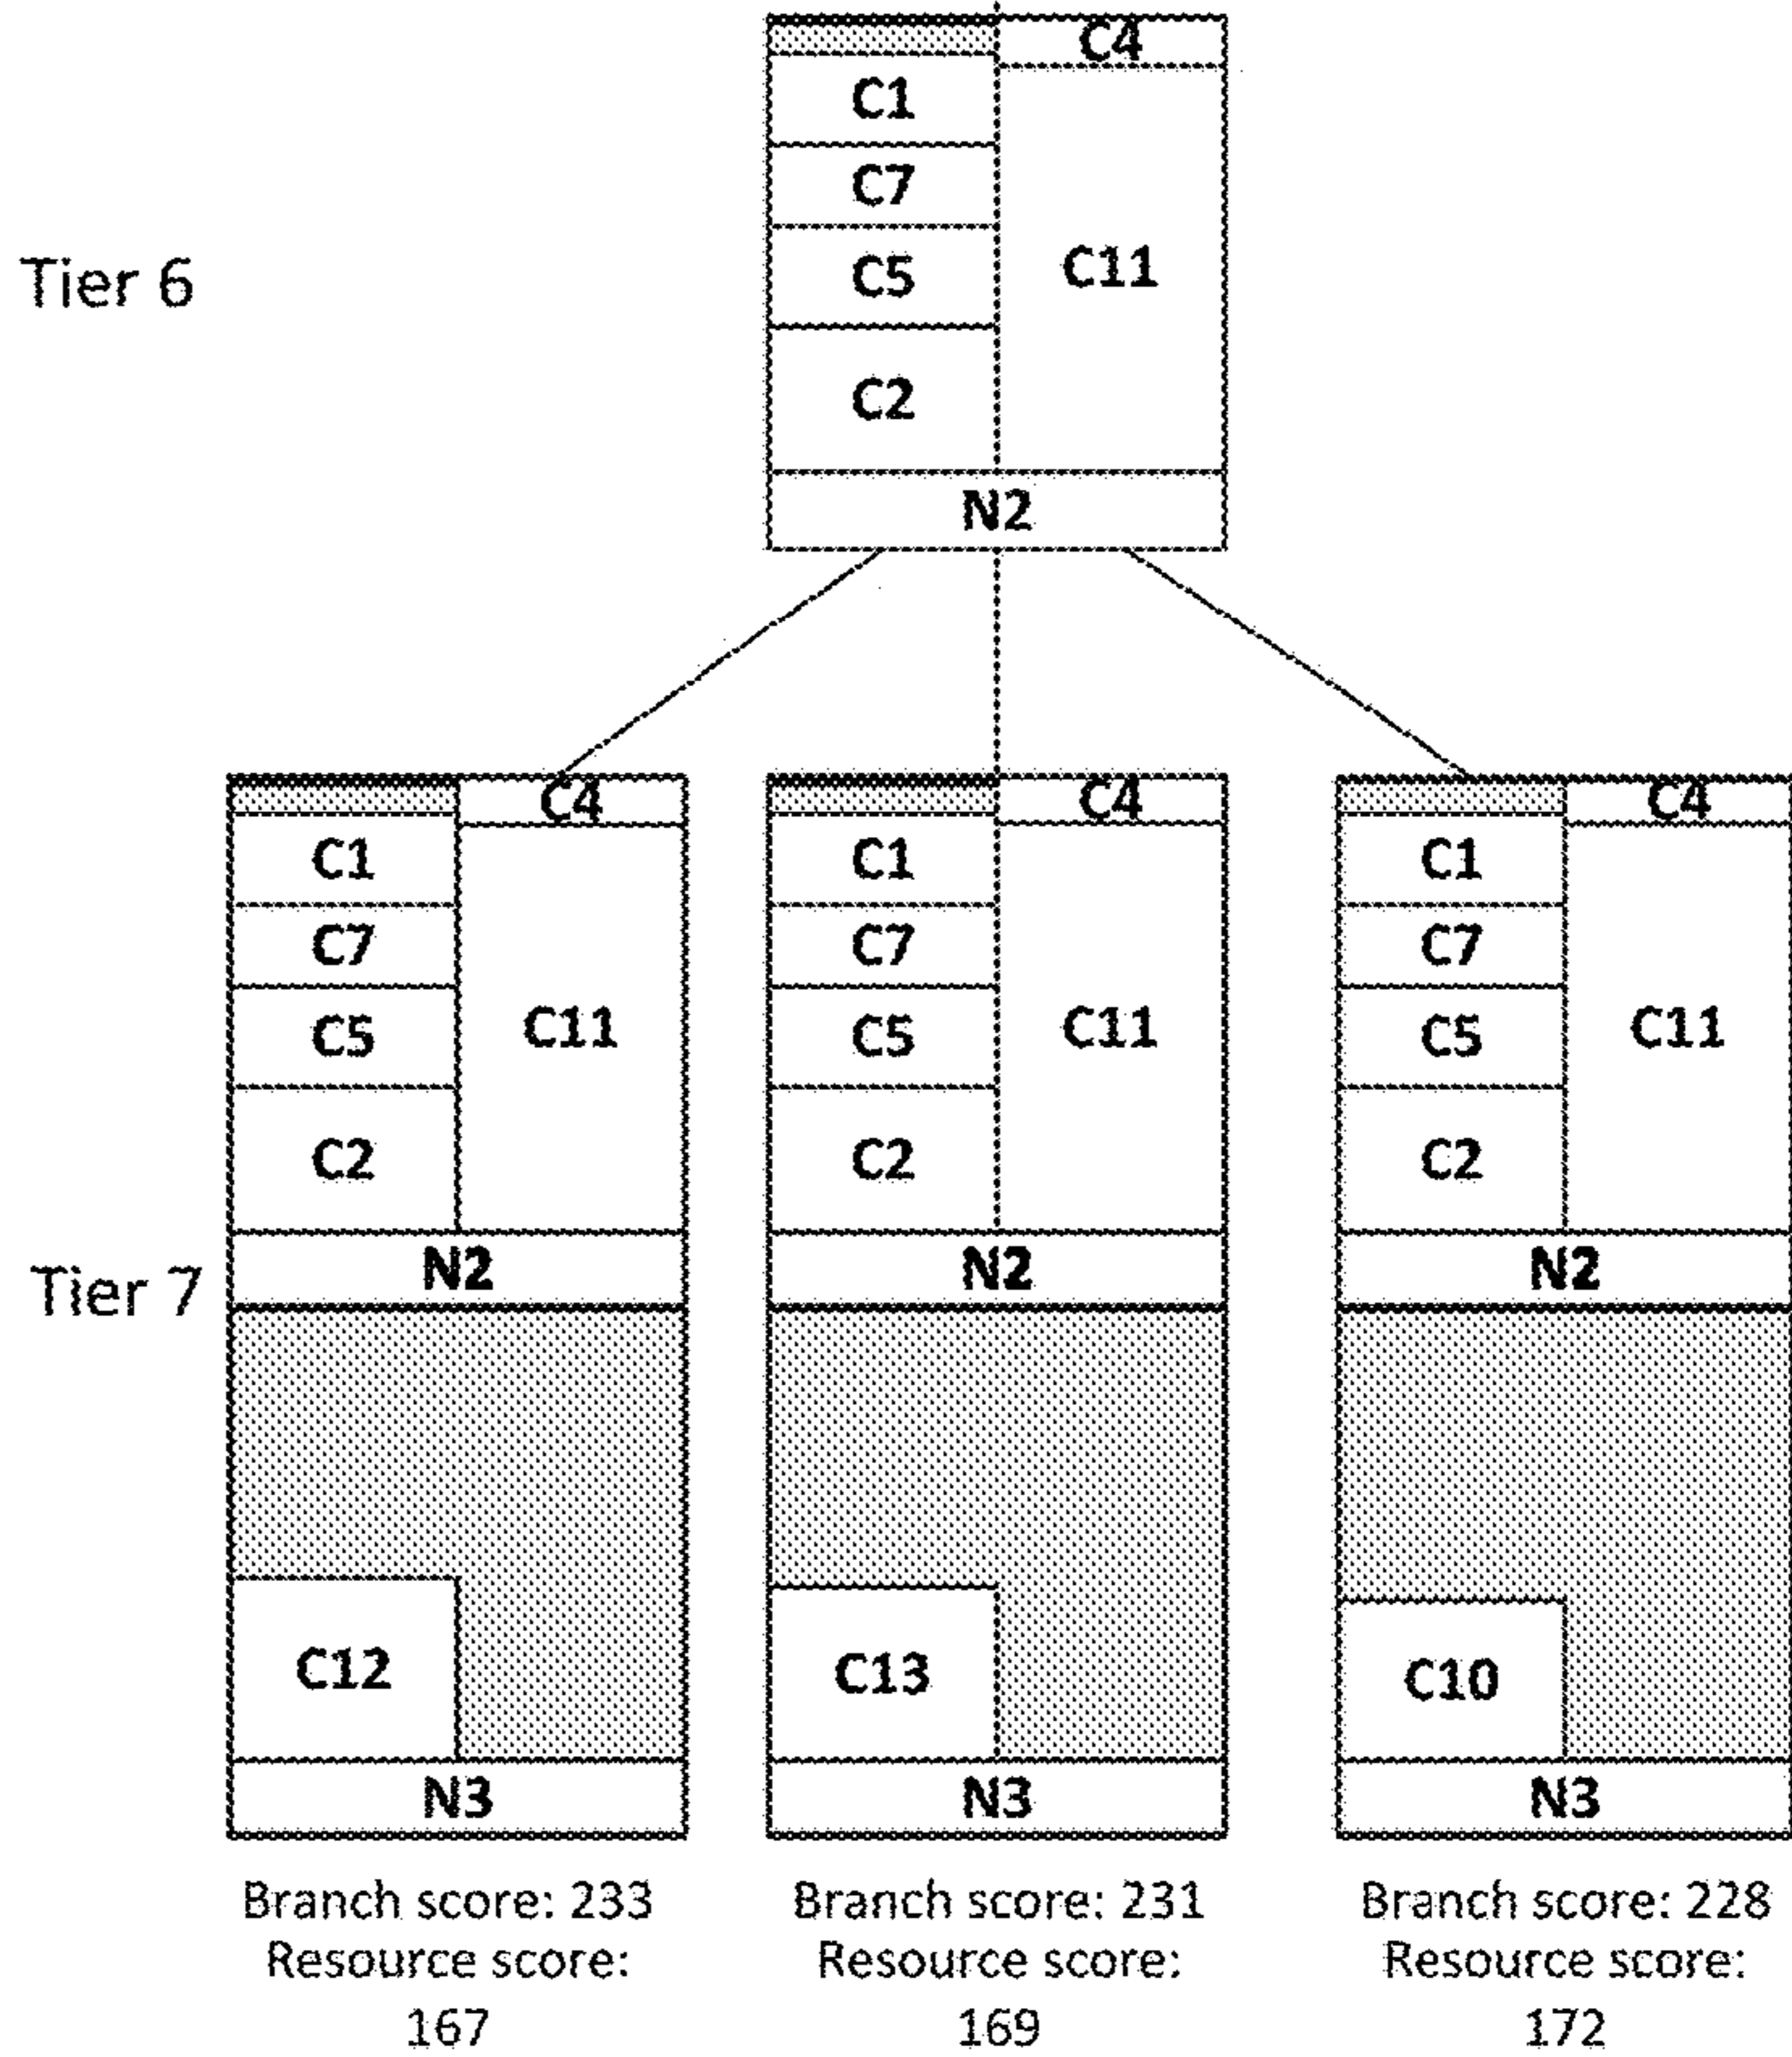 C4
C1
C7
Tier 6
C5
C11
C2
N2
C4 C4 C4
C1 C1 C1
C7 C7 C7
C5 C11 C5 C11 C5 C11
C2 C2 C2
Tier 7
N2 N2 N2
C12 C13 C10
N3 N3 N3
Branch score: 233
Resource score:
167
Branch score: 231
Resource score:
169
Branch score: 228
Resource score:
172